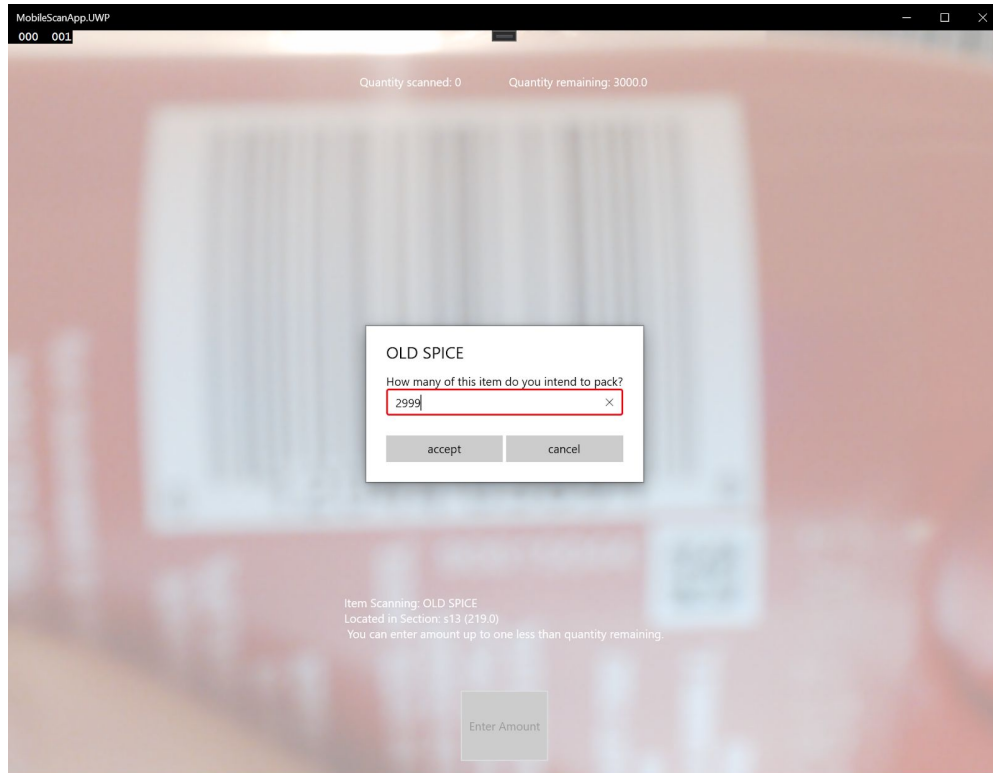 MobileScanApp.UWP
000 001
Quantity scanned: 0 Quantity remaining: 3000.0
OLD SPICE
How many of this item do you intend to pack?
2999
accept cancel
Item Scanning: OLD SPICE
Located in Section: s13 (219.0)
You can enter amount up to one less than quantity remaining.
Enter Amount